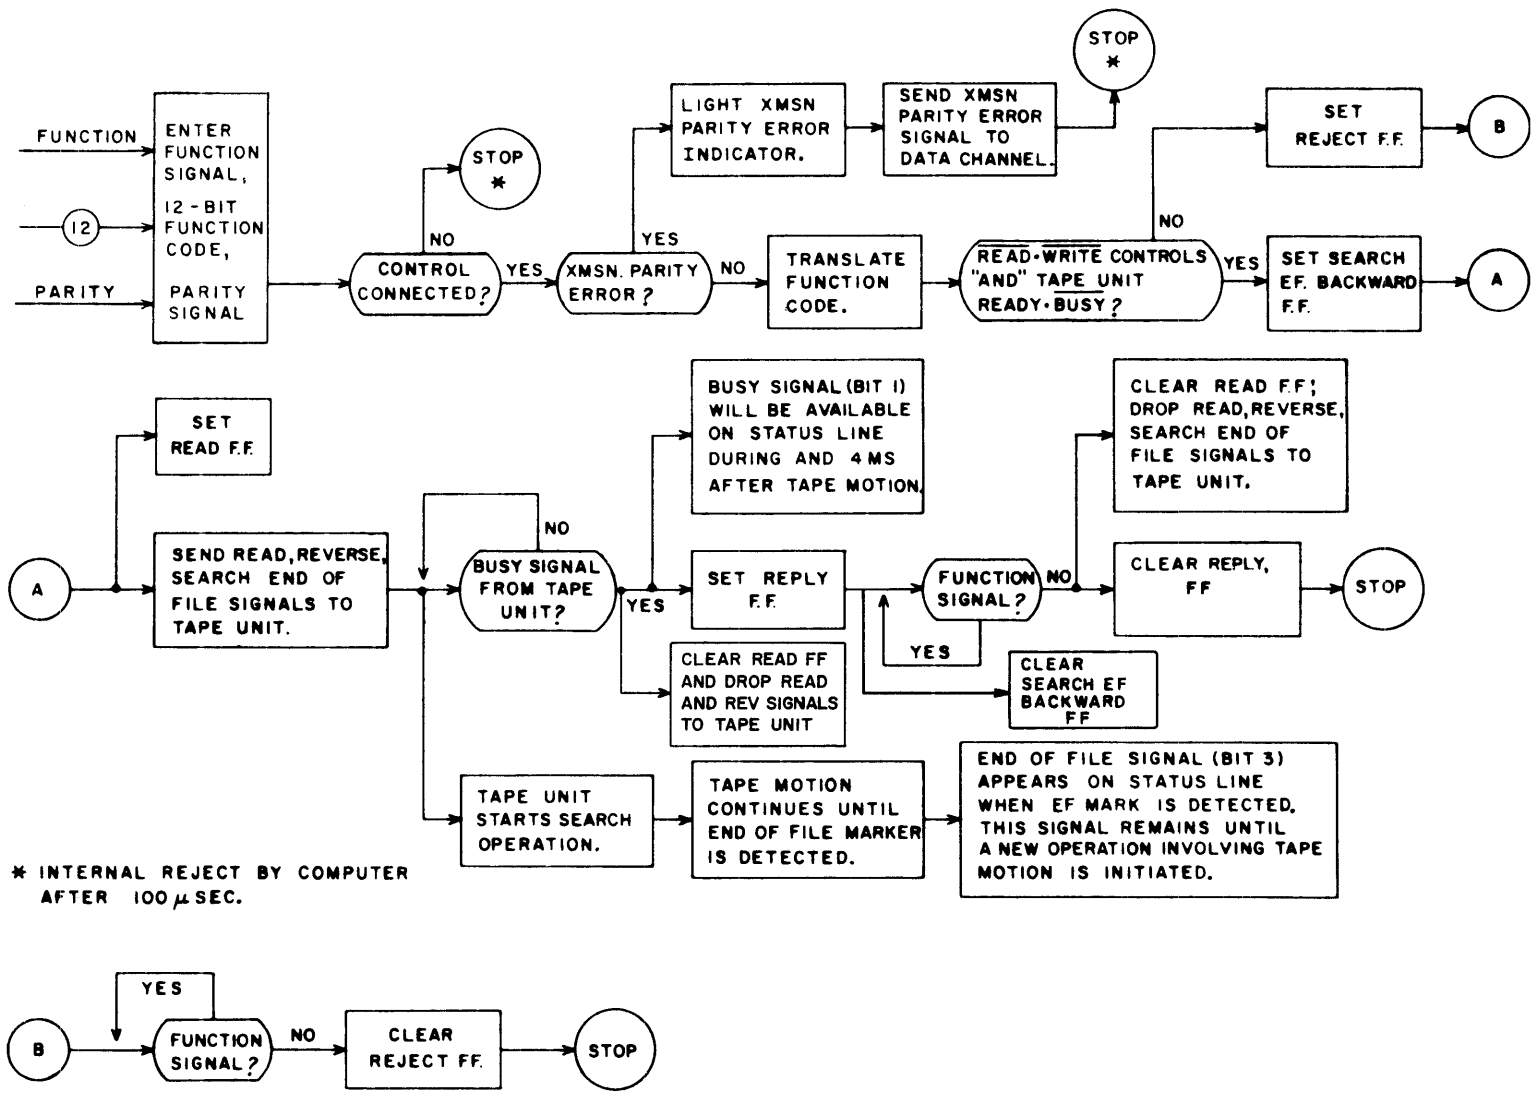 STOP
*
FUNCTION
ENTER
FUNCTION
SIGNAL,
12-BIT
FUNCTION
CODE,
PARITY
SIGNAL
12
PARITY
STOP
*
NO
CONTROL
CONNECTED?
YES
LIGHT XMSN
PARITY ERROR
INDICATOR.
SEND XMSN
PARITY ERROR
SIGNAL TO
DATA CHANNEL.
YES
XMSN. PARITY
ERROR?
NO
TRANSLATE
FUNCTION
CODE.
SET
REJECT F.F.
B
NO
READ·WRITE CONTROLS
"AND" TAPE UNIT
READY·BUSY?
YES
SET SEARCH
EF. BACKWARD
F.F.
A
SET
READ F.F.
A
SEND READ, REVERSE,
SEARCH END OF
FILE SIGNALS TO
TAPE UNIT.
NO
BUSY SIGNAL
FROM TAPE
UNIT?
YES
BUSY SIGNAL (BIT 1)
WILL BE AVAILABLE
ON STATUS LINE
DURING AND 4 MS
AFTER TAPE MOTION.
SET REPLY
F.F.
CLEAR READ FF
AND DROP READ
AND REV SIGNALS
TO TAPE UNIT
FUNCTION
SIGNAL?
NO
YES
CLEAR READ F.F;
DROP READ, REVERSE,
SEARCH END OF
FILE SIGNALS TO
TAPE UNIT.
CLEAR REPLY,
FF
STOP
CLEAR
SEARCH EF
BACKWARD
FF
TAPE UNIT
STARTS SEARCH
OPERATION.
TAPE MOTION
CONTINUES UNTIL
END OF FILE MARKER
IS DETECTED.
END OF FILE SIGNAL (BIT 3)
APPEARS ON STATUS LINE
WHEN EF MARK IS DETECTED.
THIS SIGNAL REMAINS UNTIL
A NEW OPERATION INVOLVING TAPE
MOTION IS INITIATED.
* INTERNAL REJECT BY COMPUTER
AFTER 100 μSEC.
YES
B
FUNCTION
SIGNAL?
NO
CLEAR
REJECT FF.
STOP